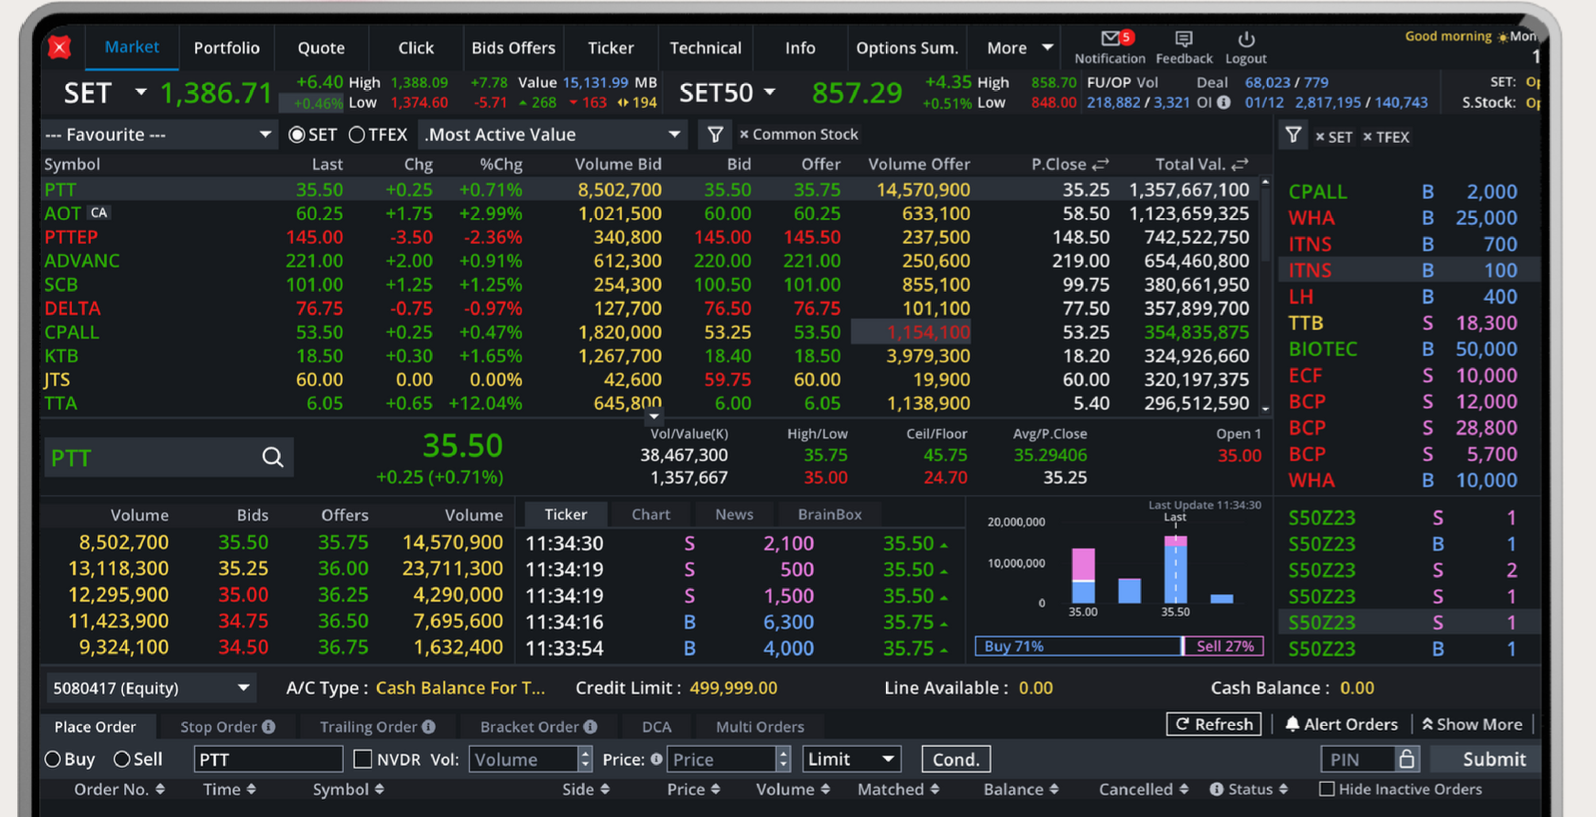 Market Portfolio Quote Click Bids Offers Ticker Technical Info Options Sum. More
5
Notification Feedback Logout
Good morning Mon
SET 1,386.71 +6.40 High 1,388.09 +7.78 Value 15,131.99 MB
+0.46% Low 1,374.60 -5.71 268 163 194
SET50 857.29 +4.35 High 858.70
+0.51% Low 848.00
FU/OP Vol Deal 68,023 / 779
218,882 / 3,321 OI 01/12 2,817,195 / 140,743
SET:
S.Stock:
--- Favourite --- SET TFEX .Most Active Value × Common Stock
Symbol Last Chg %Chg Volume Bid Bid Offer Volume Offer P.Close Total Val.
PTT 35.50 +0.25 +0.71% 8,502,700 35.50 35.75 14,570,900 35.25 1,357,667,100
AOT CA 60.25 +1.75 +2.99% 1,021,500 60.00 60.25 633,100 58.50 1,123,659,325
PTTEP 145.00 -3.50 -2.36% 340,800 145.00 145.50 237,500 148.50 742,522,750
ADVANC 221.00 +2.00 +0.91% 612,300 220.00 221.00 250,600 219.00 654,460,800
SCB 101.00 +1.25 +1.25% 254,300 100.50 101.00 855,100 99.75 380,661,950
DELTA 76.75 -0.75 -0.97% 127,700 76.50 76.75 101,100 77.50 357,899,700
CPALL 53.50 +0.25 +0.47% 1,820,000 53.25 53.50 1,154,100 53.25 354,835,875
KTB 18.50 +0.30 +1.65% 1,267,700 18.40 18.50 3,979,300 18.20 324,926,660
JTS 60.00 0.00 0.00% 42,600 59.75 60.00 19,900 60.00 320,197,375
TTA 6.05 +0.65 +12.04% 645,800 6.00 6.05 1,138,900 5.40 296,512,590
PTT 35.50
+0.25 (+0.71%)
Vol/Value(K) High/Low Ceil/Floor Avg/P.Close Open 1
38,467,300 35.75 45.75 35.29406 35.00
1,357,667 35.00 24.70 35.25
Volume Bids Offers Volume
8,502,700 35.50 35.75 14,570,900
13,118,300 35.25 36.00 23,711,300
12,295,900 35.00 36.25 4,290,000
11,423,900 34.75 36.50 7,695,600
9,324,100 34.50 36.75 1,632,400
Ticker Chart News BrainBox
11:34:30 S 2,100 35.50
11:34:19 S 500 35.50
11:34:19 S 1,500 35.50
11:34:16 B 6,300 35.75
11:33:54 B 4,000 35.75
Last Update 11:34:30
Last
20,000,000
10,000,000
0
35.00 35.50
Buy 71% Sell 27%
× SET × TFEX
CPALL B 2,000
WHA B 25,000
ITNS B 700
ITNS B 100
LH B 400
TTB S 18,300
BIOTEC B 50,000
ECF S 10,000
BCP S 12,000
BCP S 28,800
BCP S 5,700
WHA B 10,000
S50Z23 S 1
S50Z23 B 1
S50Z23 S 2
S50Z23 S 1
S50Z23 S 1
S50Z23 B 1
5080417 (Equity) A/C Type : Cash Balance For T... Credit Limit : 499,999.00 Line Available : 0.00 Cash Balance : 0.00
Place Order Stop Order Trailing Order Bracket Order DCA Multi Orders Refresh Alert Orders Show More
Buy Sell PTT NVDR Vol: Volume Price: Price Limit Cond. PIN Submit
Order No. Time Symbol Side Price Volume Matched Balance Cancelled Status Hide Inactive Orders